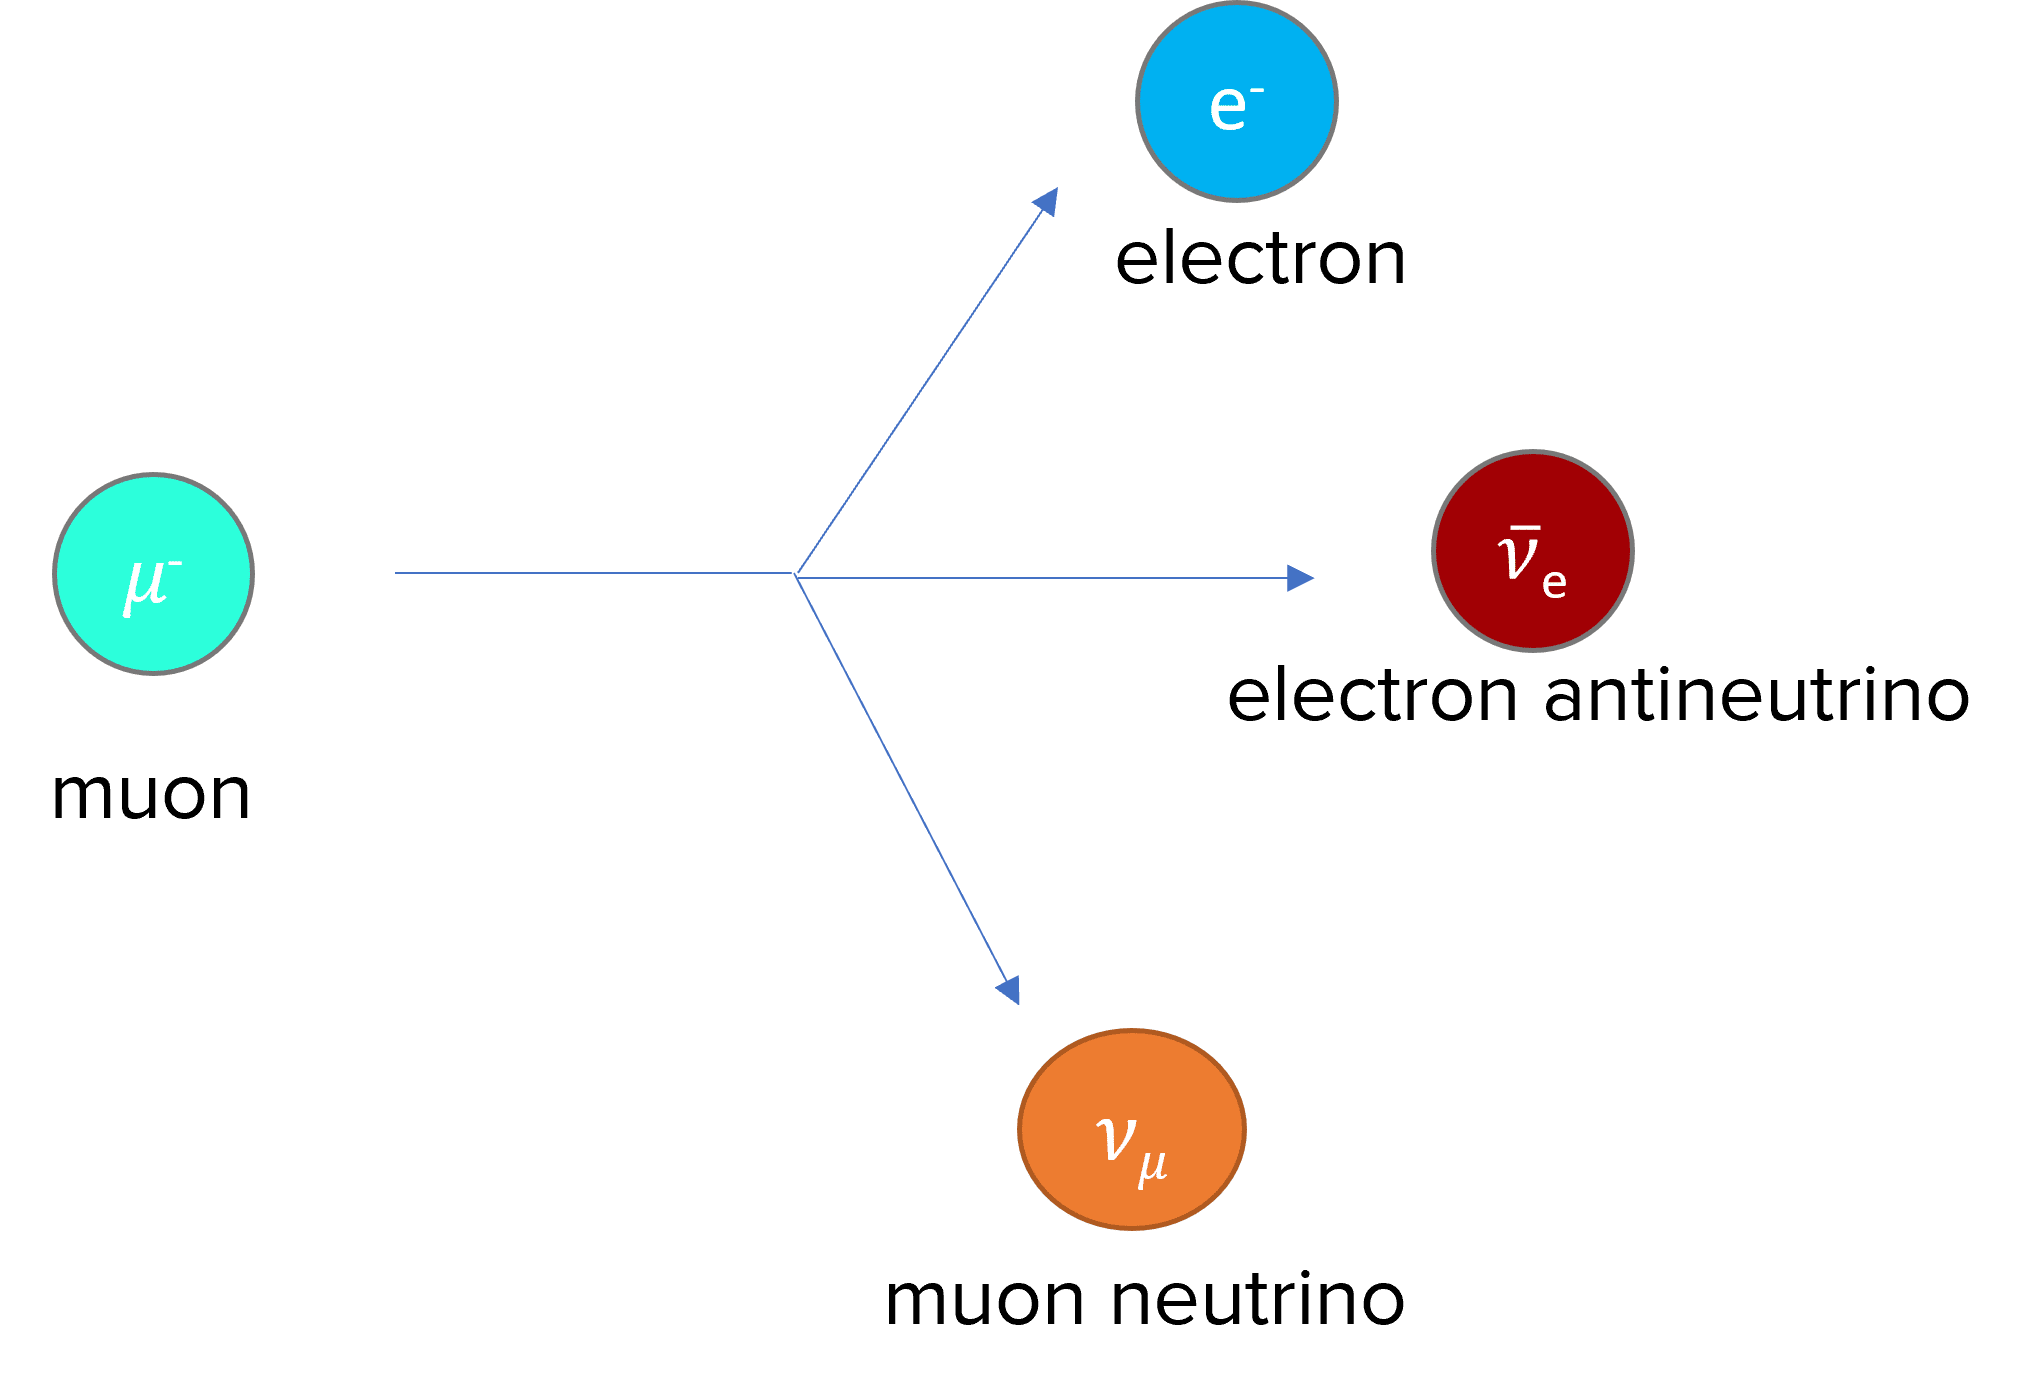 e⁻
electron
μ⁻
muon
ν̄ₑ
electron antineutrino
ν_μ
muon neutrino